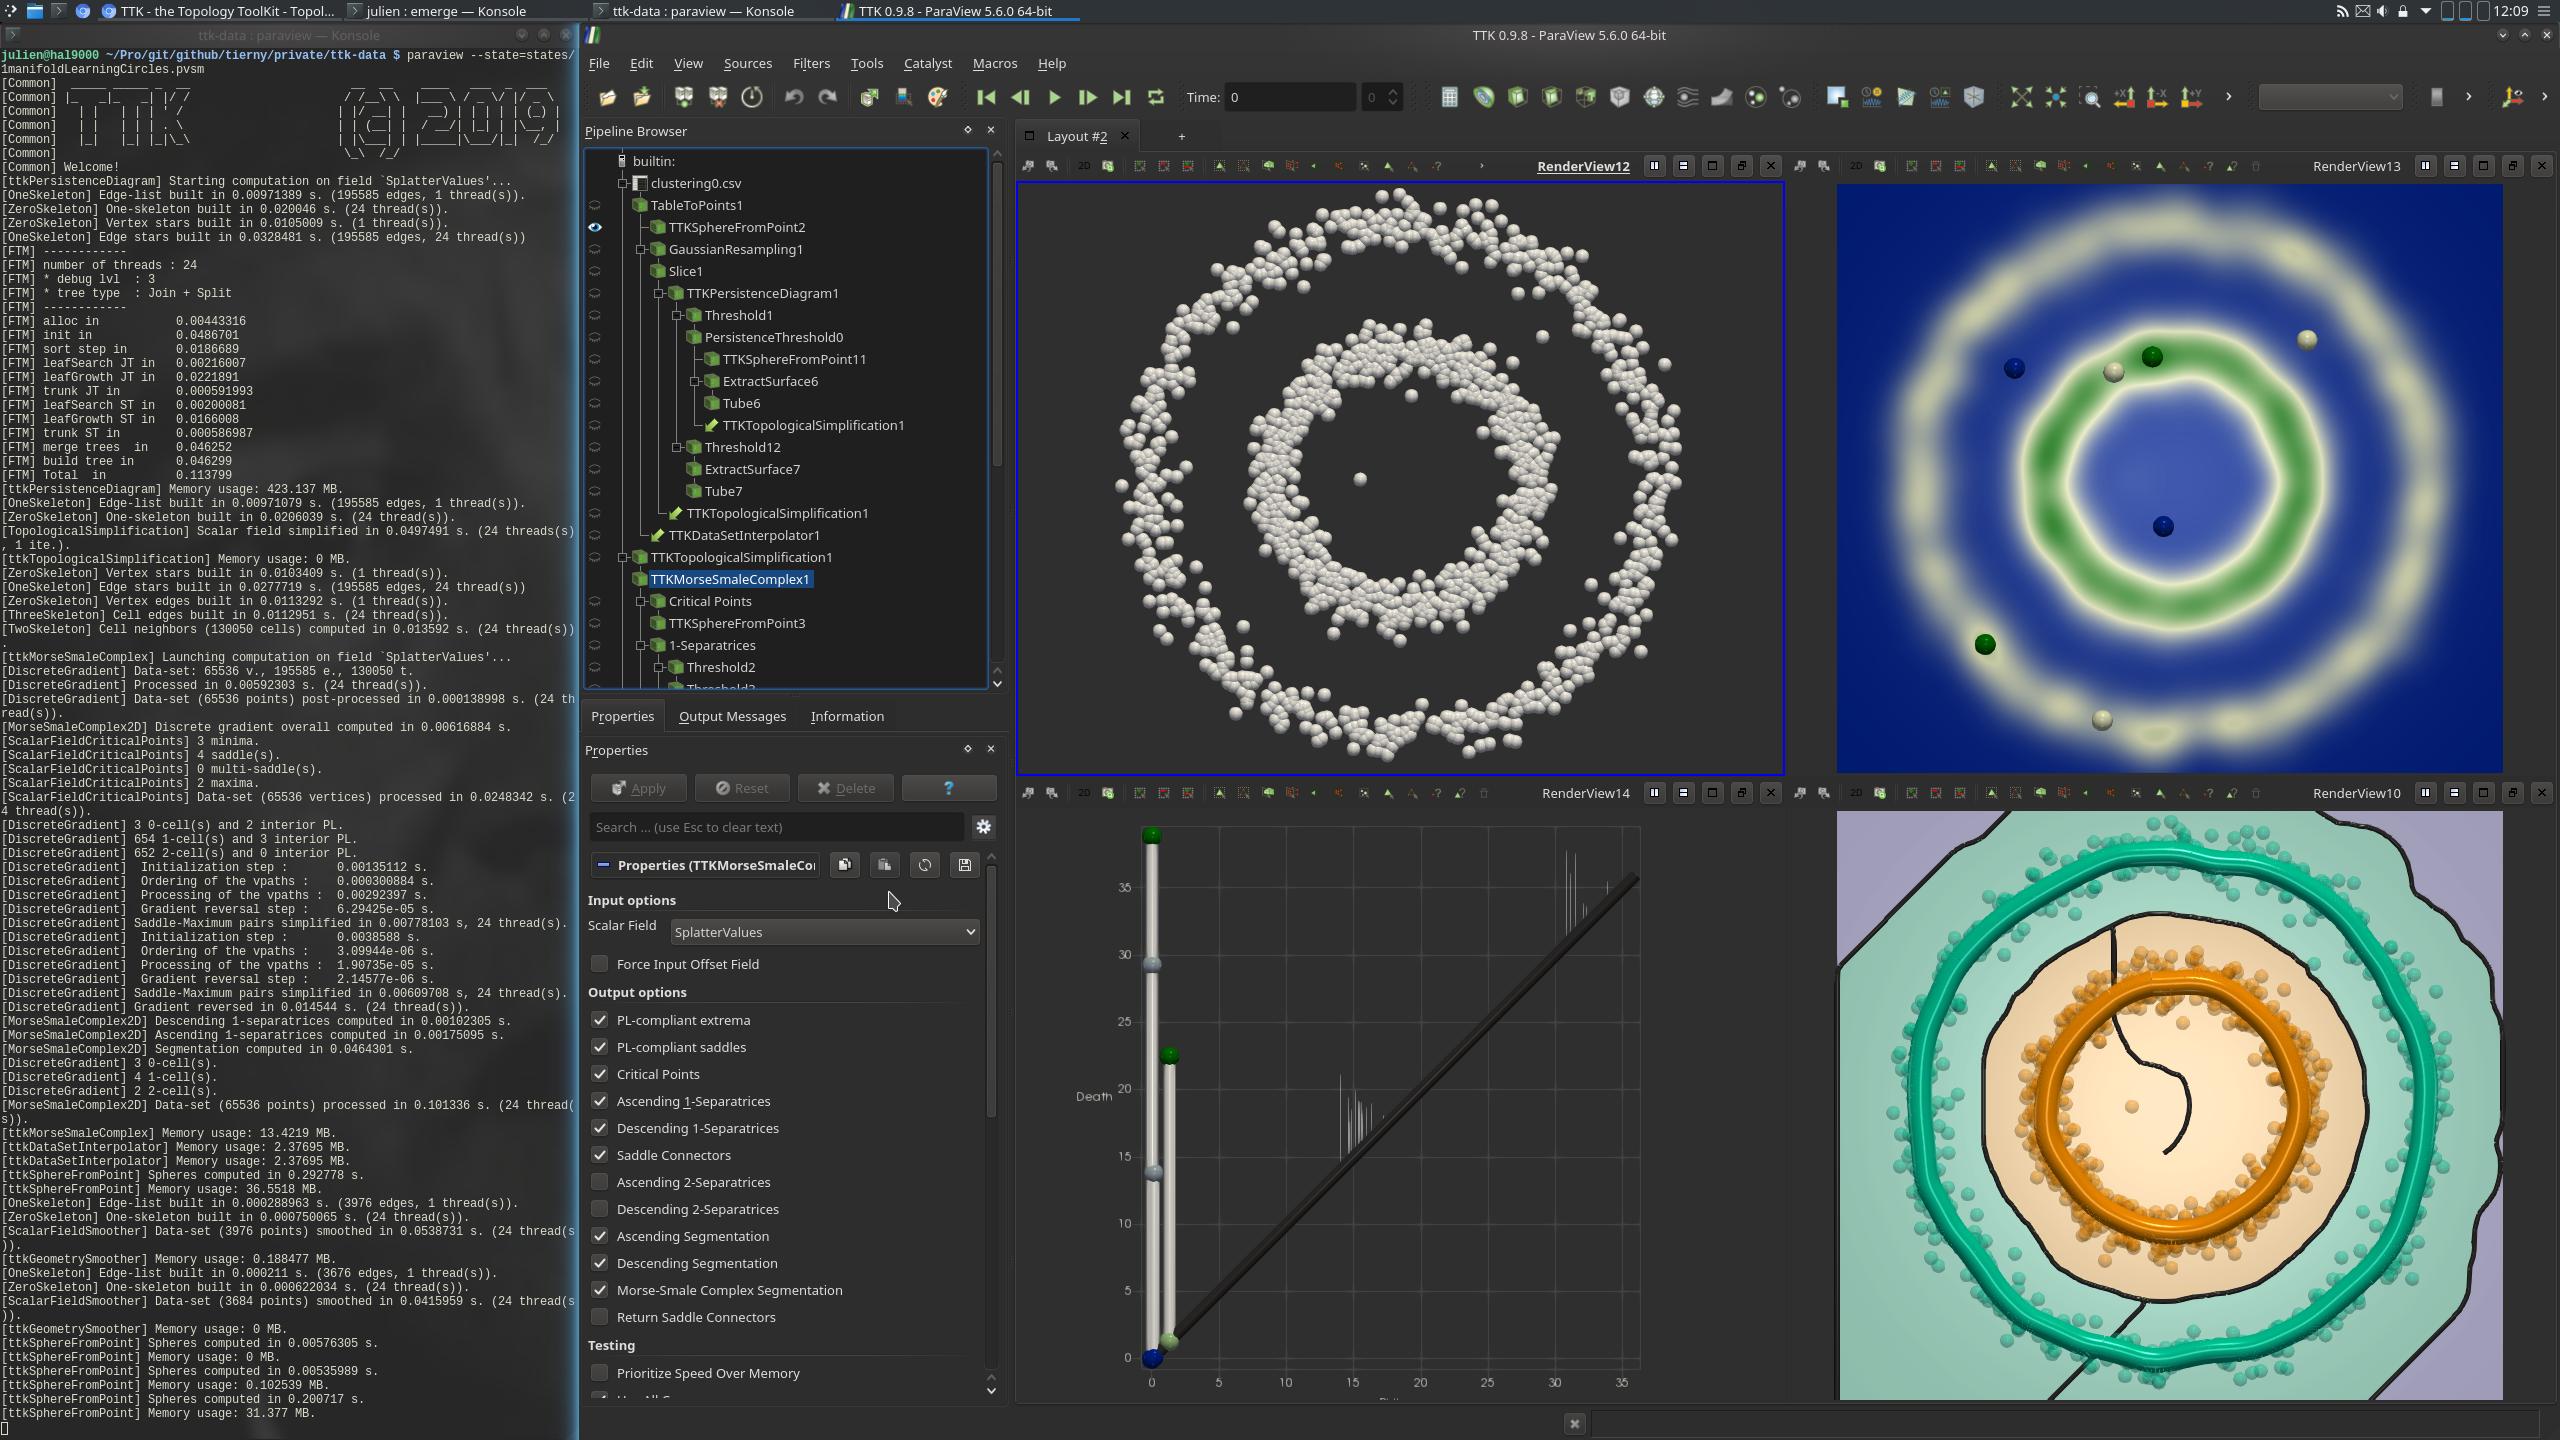 TTK - the Topology ToolKit - Topol...
julien : emerge — Konsole
ttk-data : paraview — Konsole
TTK 0.9.8 - ParaView 5.6.0 64-bit
12:09
ttk-data : paraview — Konsole
julien@hal9000 ~/Pro/git/github/tierny/private/ttk-data $ paraview --state=states/
1manifoldLearningCircles.pvsm
[Common]
[Common]
[Common]
[Common]
[Common]
[Common]
[Common] Welcome!
[ttkPersistenceDiagram] Starting computation on field `SplatterValues'...
[OneSkeleton] Edge-list built in 0.00971389 s. (195585 edges, 1 thread(s)).
[ZeroSkeleton] One-skeleton built in 0.020046 s. (24 thread(s)).
[ZeroSkeleton] Vertex stars built in 0.0105009 s. (1 thread(s)).
[OneSkeleton] Edge stars built in 0.0328481 s. (195585 edges, 24 thread(s))
[FTM] ------------
[FTM] number of threads : 24
[FTM] * debug lvl  : 3
[FTM] * tree type  : Join + Split
[FTM] ------------
[FTM] alloc in           0.00443316
[FTM] init in            0.0486701
[FTM] sort step in       0.0186689
[FTM] leafSearch JT in   0.00216007
[FTM] leafGrowth JT in   0.0221891
[FTM] trunk JT in        0.000591993
[FTM] leafSearch ST in   0.00200081
[FTM] leafGrowth ST in   0.0166008
[FTM] trunk ST in        0.000586987
[FTM] merge trees  in    0.046252
[FTM] build tree in      0.046299
[FTM] Total  in          0.113799
[ttkPersistenceDiagram] Memory usage: 423.137 MB.
[OneSkeleton] Edge-list built in 0.00971079 s. (195585 edges, 1 thread(s)).
[ZeroSkeleton] One-skeleton built in 0.0206039 s. (24 thread(s)).
[TopologicalSimplification] Scalar field simplified in 0.0497491 s. (24 threads(s)
, 1 ite.).
[ttkTopologicalSimplification] Memory usage: 0 MB.
[ZeroSkeleton] Vertex stars built in 0.0103409 s. (1 thread(s)).
[OneSkeleton] Edge stars built in 0.0277719 s. (195585 edges, 24 thread(s))
[ZeroSkeleton] Vertex edges built in 0.0113292 s. (1 thread(s)).
[ThreeSkeleton] Cell edges built in 0.0112951 s. (24 thread(s)).
[TwoSkeleton] Cell neighbors (130050 cells) computed in 0.013592 s. (24 thread(s))
.
[ttkMorseSmaleComplex] Launching computation on field `SplatterValues'...
[DiscreteGradient] Data-set: 65536 v., 195585 e., 130050 t.
[DiscreteGradient] Processed in 0.00592303 s. (24 thread(s)).
[DiscreteGradient] Data-set (65536 points) post-processed in 0.000138998 s. (24 th
read(s)).
[MorseSmaleComplex2D] Discrete gradient overall computed in 0.00616884 s.
[ScalarFieldCriticalPoints] 3 minima.
[ScalarFieldCriticalPoints] 4 saddle(s).
[ScalarFieldCriticalPoints] 0 multi-saddle(s).
[ScalarFieldCriticalPoints] 2 maxima.
[ScalarFieldCriticalPoints] Data-set (65536 vertices) processed in 0.0248342 s. (2
4 thread(s)).
[DiscreteGradient] 3 0-cell(s) and 2 interior PL.
[DiscreteGradient] 654 1-cell(s) and 3 interior PL.
[DiscreteGradient] 652 2-cell(s) and 0 interior PL.
[DiscreteGradient]  Initialization step :       0.00135112 s.
[DiscreteGradient]  Ordering of the vpaths :    0.000300884 s.
[DiscreteGradient]  Processing of the vpaths :  0.00292397 s.
[DiscreteGradient]  Gradient reversal step :    6.29425e-05 s.
[DiscreteGradient] Saddle-Maximum pairs simplified in 0.00778103 s, 24 thread(s).
[DiscreteGradient]  Initialization step :       0.0038588 s.
[DiscreteGradient]  Ordering of the vpaths :    3.09944e-06 s.
[DiscreteGradient]  Processing of the vpaths :  1.90735e-05 s.
[DiscreteGradient]  Gradient reversal step :    2.14577e-06 s.
[DiscreteGradient] Saddle-Maximum pairs simplified in 0.00609708 s, 24 thread(s).
[DiscreteGradient] Gradient reversed in 0.014544 s. (24 thread(s)).
[MorseSmaleComplex2D] Descending 1-separatrices computed in 0.00102305 s.
[MorseSmaleComplex2D] Ascending 1-separatrices computed in 0.00175095 s.
[MorseSmaleComplex2D] Segmentation computed in 0.0464301 s.
[DiscreteGradient] 3 0-cell(s).
[DiscreteGradient] 4 1-cell(s).
[DiscreteGradient] 2 2-cell(s).
[MorseSmaleComplex2D] Data-set (65536 points) processed in 0.101336 s. (24 thread(
s)).
[ttkMorseSmaleComplex] Memory usage: 13.4219 MB.
[ttkDataSetInterpolator] Memory usage: 2.37695 MB.
[ttkDataSetInterpolator] Memory usage: 2.37695 MB.
[ttkSphereFromPoint] Spheres computed in 0.292778 s.
[ttkSphereFromPoint] Memory usage: 36.5518 MB.
[OneSkeleton] Edge-list built in 0.000288963 s. (3976 edges, 1 thread(s)).
[ZeroSkeleton] One-skeleton built in 0.000750065 s. (24 thread(s)).
[ScalarFieldSmoother] Data-set (3976 points) smoothed in 0.0538731 s. (24 thread(s
)).
[ttkGeometrySmoother] Memory usage: 0.188477 MB.
[OneSkeleton] Edge-list built in 0.000211 s. (3676 edges, 1 thread(s)).
[ZeroSkeleton] One-skeleton built in 0.000622034 s. (24 thread(s)).
[ScalarFieldSmoother] Data-set (3684 points) smoothed in 0.0415959 s. (24 thread(s
)).
[ttkGeometrySmoother] Memory usage: 0 MB.
[ttkSphereFromPoint] Spheres computed in 0.00576305 s.
[ttkSphereFromPoint] Memory usage: 0 MB.
[ttkSphereFromPoint] Spheres computed in 0.00535989 s.
[ttkSphereFromPoint] Memory usage: 0.102539 MB.
[ttkSphereFromPoint] Spheres computed in 0.200717 s.
[ttkSphereFromPoint] Memory usage: 31.377 MB.
TTK 0.9.8 - ParaView 5.6.0 64-bit
File Edit View Sources Filters Tools Catalyst Macros Help
Time: 0
0
Pipeline Browser
builtin:
clustering0.csv
TableToPoints1
TTKSphereFromPoint2
GaussianResampling1
Slice1
TTKPersistenceDiagram1
Threshold1
PersistenceThreshold0
TTKSphereFromPoint11
ExtractSurface6
Tube6
TTKTopologicalSimplification1
Threshold12
ExtractSurface7
Tube7
TTKTopologicalSimplification1
TTKDataSetInterpolator1
TTKTopologicalSimplification1
TTKMorseSmaleComplex1
Critical Points
TTKSphereFromPoint3
1-Separatrices
Threshold2
Properties
Output Messages
Information
Properties
Apply
Reset
Delete
?
Search ... (use Esc to clear text)
Properties (TTKMorseSmaleCo
Input options
Scalar Field
SplatterValues
Force Input Offset Field
Output options
PL-compliant extrema
PL-compliant saddles
Critical Points
Ascending 1-Separatrices
Descending 1-Separatrices
Saddle Connectors
Ascending 2-Separatrices
Descending 2-Separatrices
Ascending Segmentation
Descending Segmentation
Morse-Smale Complex Segmentation
Return Saddle Connectors
Testing
Prioritize Speed Over Memory
Layout #2
+
2D
RenderView12
2D
RenderView13
2D
RenderView14
2D
RenderView10
Death
35
30
25
20
15
10
5
0
0 5 10 15 20 25 30 35